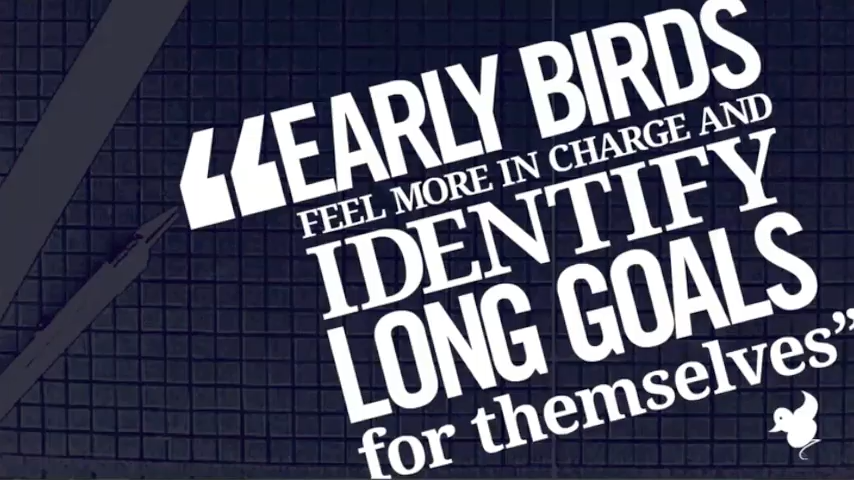 “EARLY BIRDS
FEEL MORE IN CHARGE AND
IDENTIFY
LONG GOALS
for themselves”